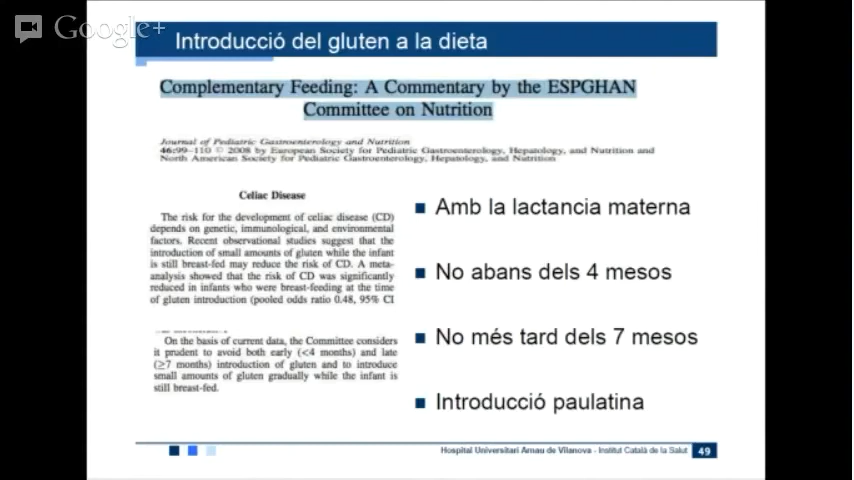 Google+
Introducció del gluten a la dieta
Complementary Feeding: A Commentary by the ESPGHAN
Committee on Nutrition
Journal of Pediatric Gastroenterology and Nutrition
46:99–110 © 2008 by European Society for Pediatric Gastroenterology, Hepatology, and Nutrition and
North American Society for Pediatric Gastroenterology, Hepatology, and Nutrition
Celiac Disease
The risk for the development of celiac disease (CD)
depends on genetic, immunological, and environmental
factors. Recent observational studies suggest that the
introduction of small amounts of gluten while the infant
is still breast-fed may reduce the risk of CD. A meta-
analysis showed that the risk of CD was significantly
reduced in infants who were breast-feeding at the time
of gluten introduction (pooled odds ratio 0.48, 95% CI
On the basis of current data, the Committee considers
it prudent to avoid both early (<4 months) and late
(≥7 months) introduction of gluten and to introduce
small amounts of gluten gradually while the infant is
still breast-fed.
Amb la lactancia materna
No abans dels 4 mesos
No més tard dels 7 mesos
Introducció paulatina
Hospital Universitari Arnau de Vilanova - Institut Català de la Salut 49